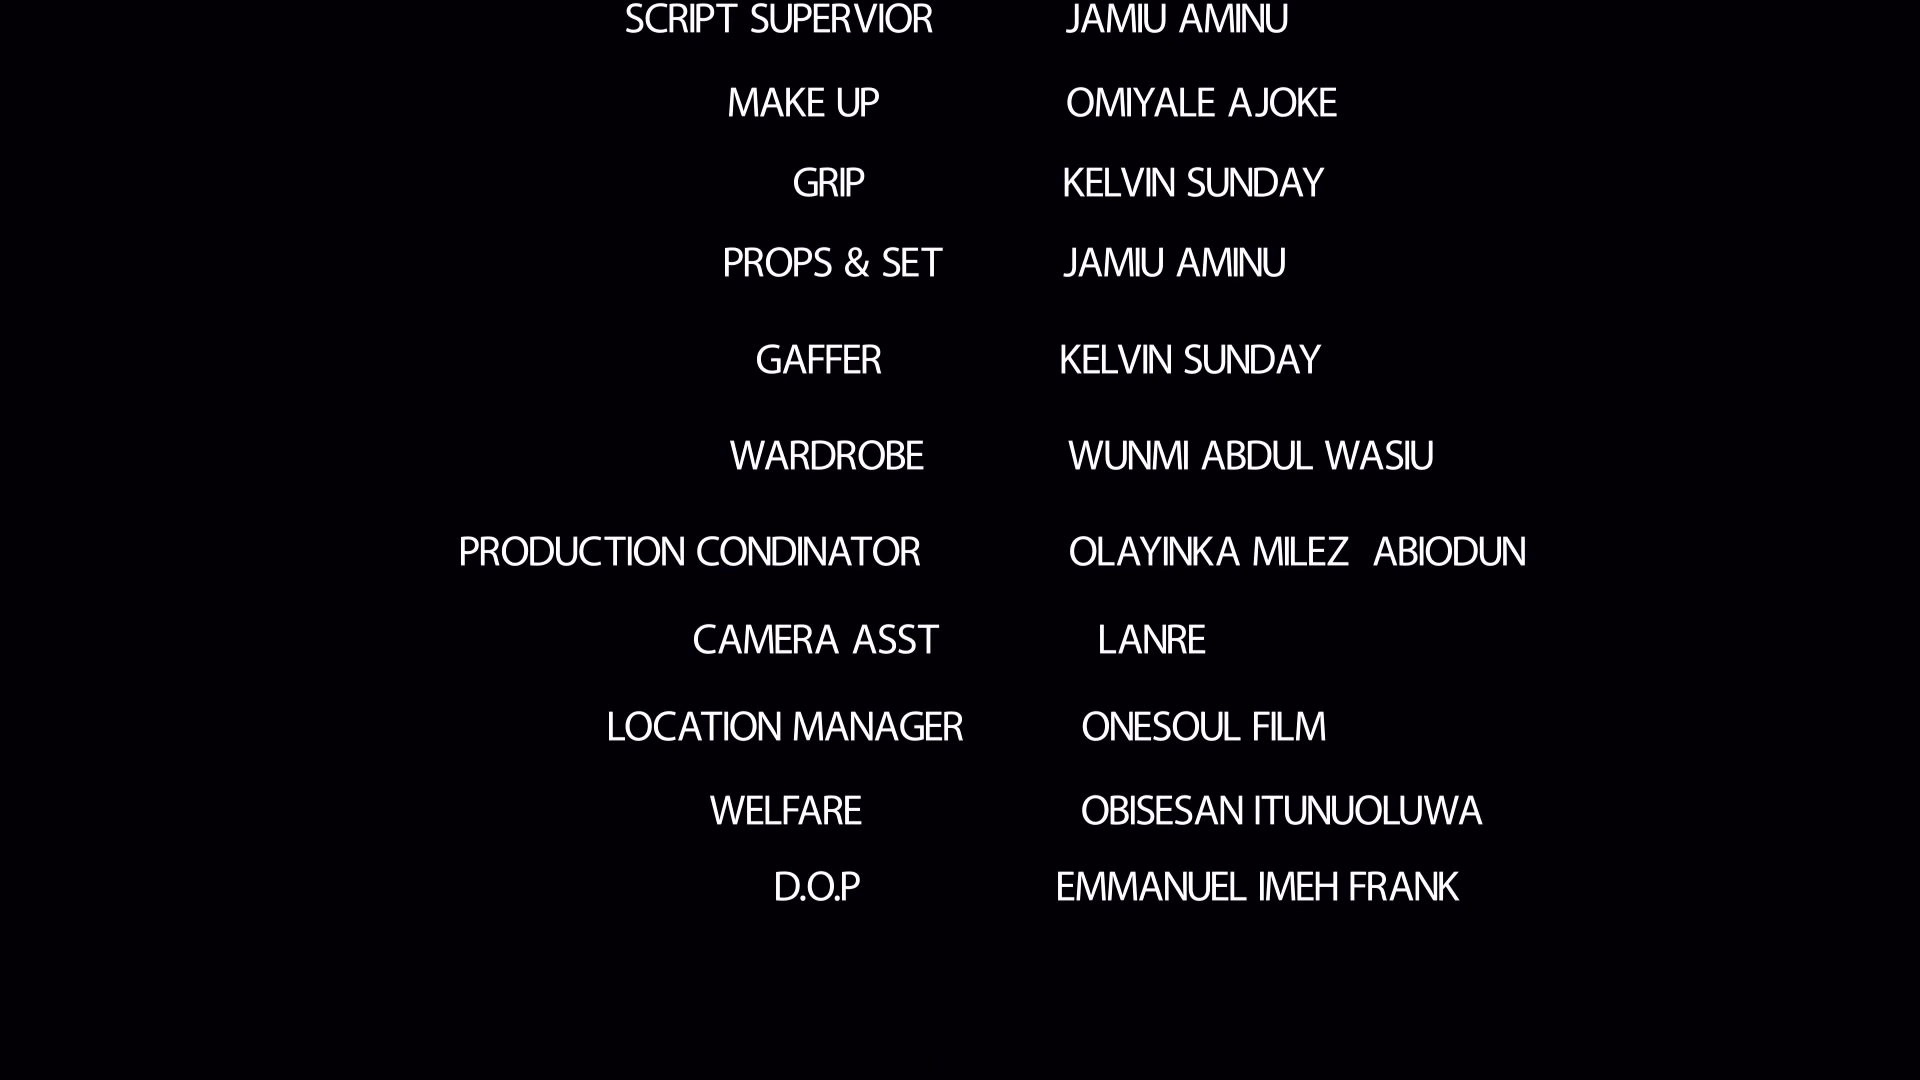 SCRIPT SUPERVIOR JAMIU AMINU
MAKE UP OMIYALE AJOKE
GRIP KELVIN SUNDAY
PROPS & SET JAMIU AMINU
GAFFER KELVIN SUNDAY
WARDROBE WUNMI ABDUL WASIU
PRODUCTION CONDINATOR OLAYINKA MILEZ ABIODUN
CAMERA ASST LANRE
LOCATION MANAGER ONESOUL FILM
WELFARE OBISESAN ITUNUOLUWA
D.O.P EMMANUEL IMEH FRANK